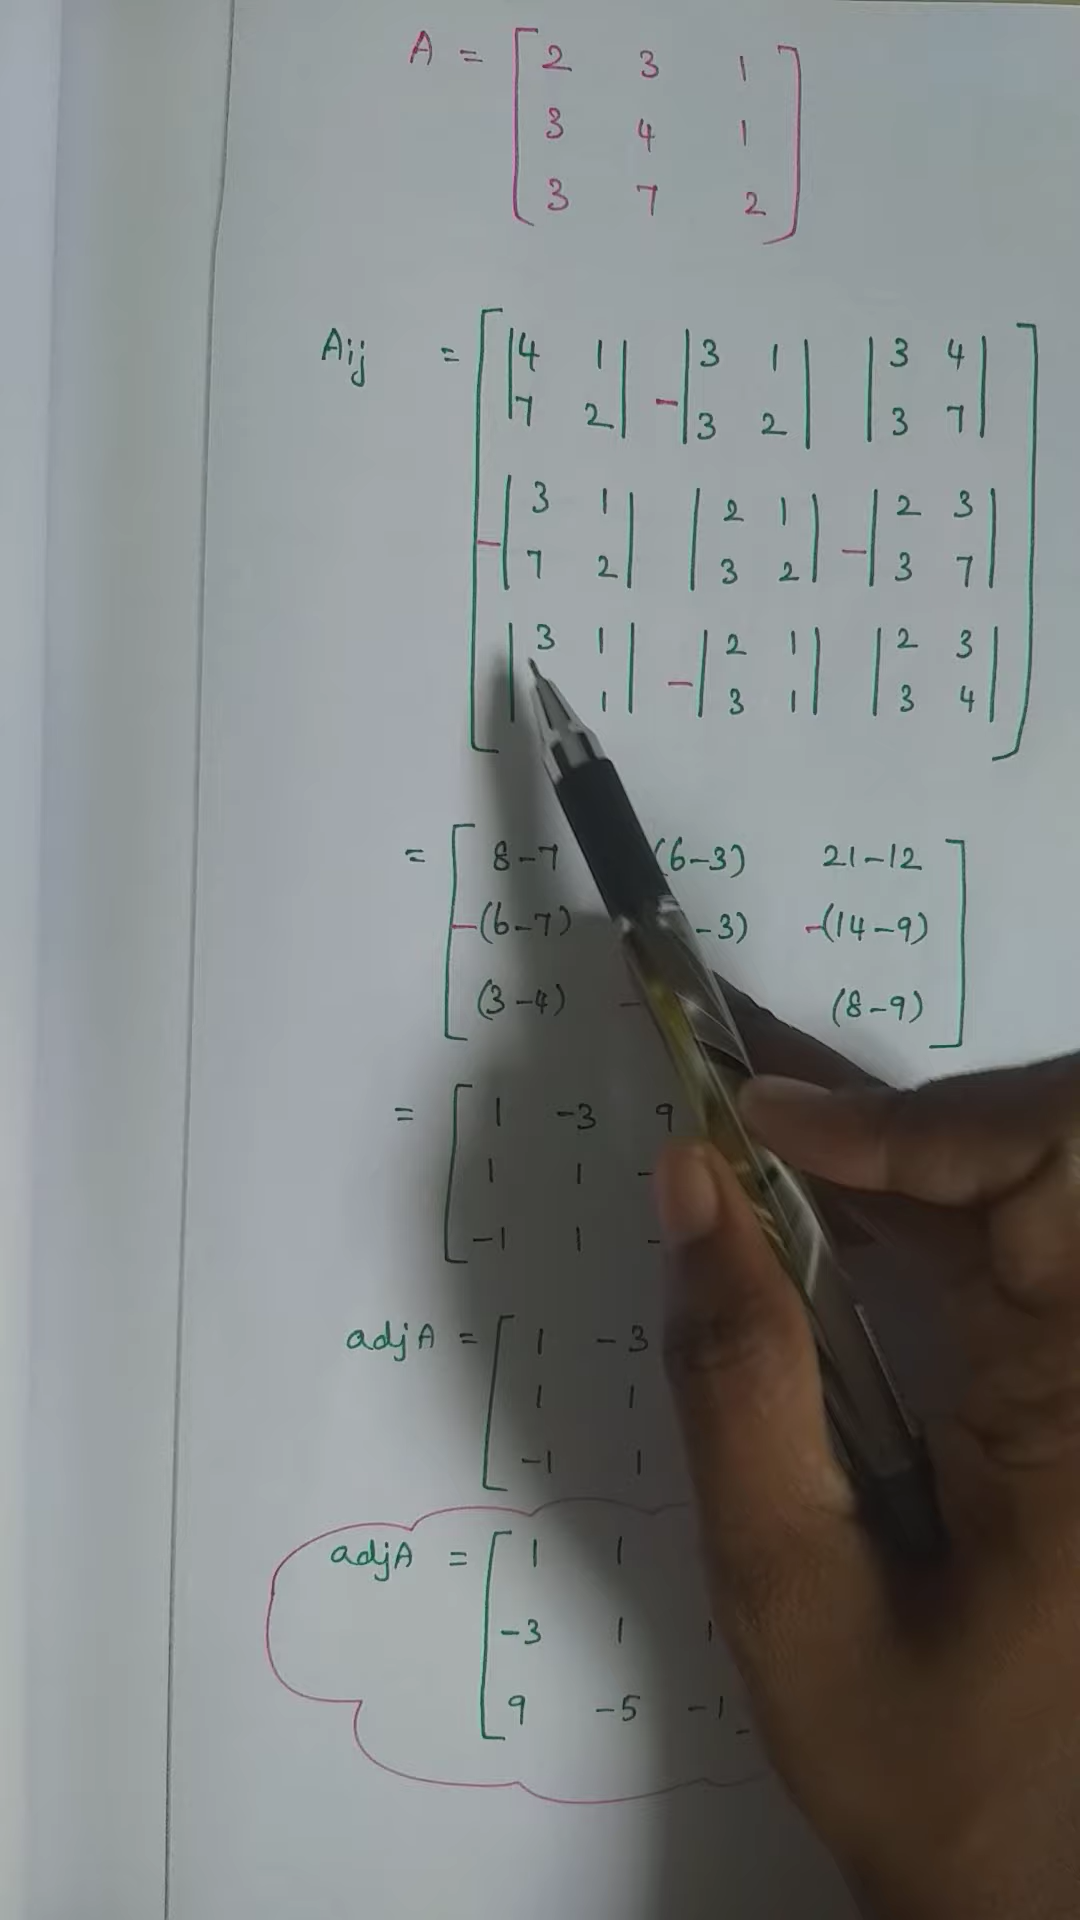 A = [ 2 3 1
3 4 1
3 7 2 ]
Aij = [ |4 1| -|3 1| |3 4|
|7 2| |3 2| |3 7|
-|3 1| |2 1| -|2 3|
|7 2| |3 2| |3 7|
|3 1| -|2 1| |2 3|
| 1| |3 1| |3 4| ]
= [ 8-7 (6-3) 21-12
-(6-7) -3) -(14-9)
(3-4) - (8-9) ]
= [ 1 -3 9
1 1 -
-1 1 -
adjA = [ 1 -3
1 1
-1 1
adjA = [ 1 1
-3 1 1
9 -5 -1